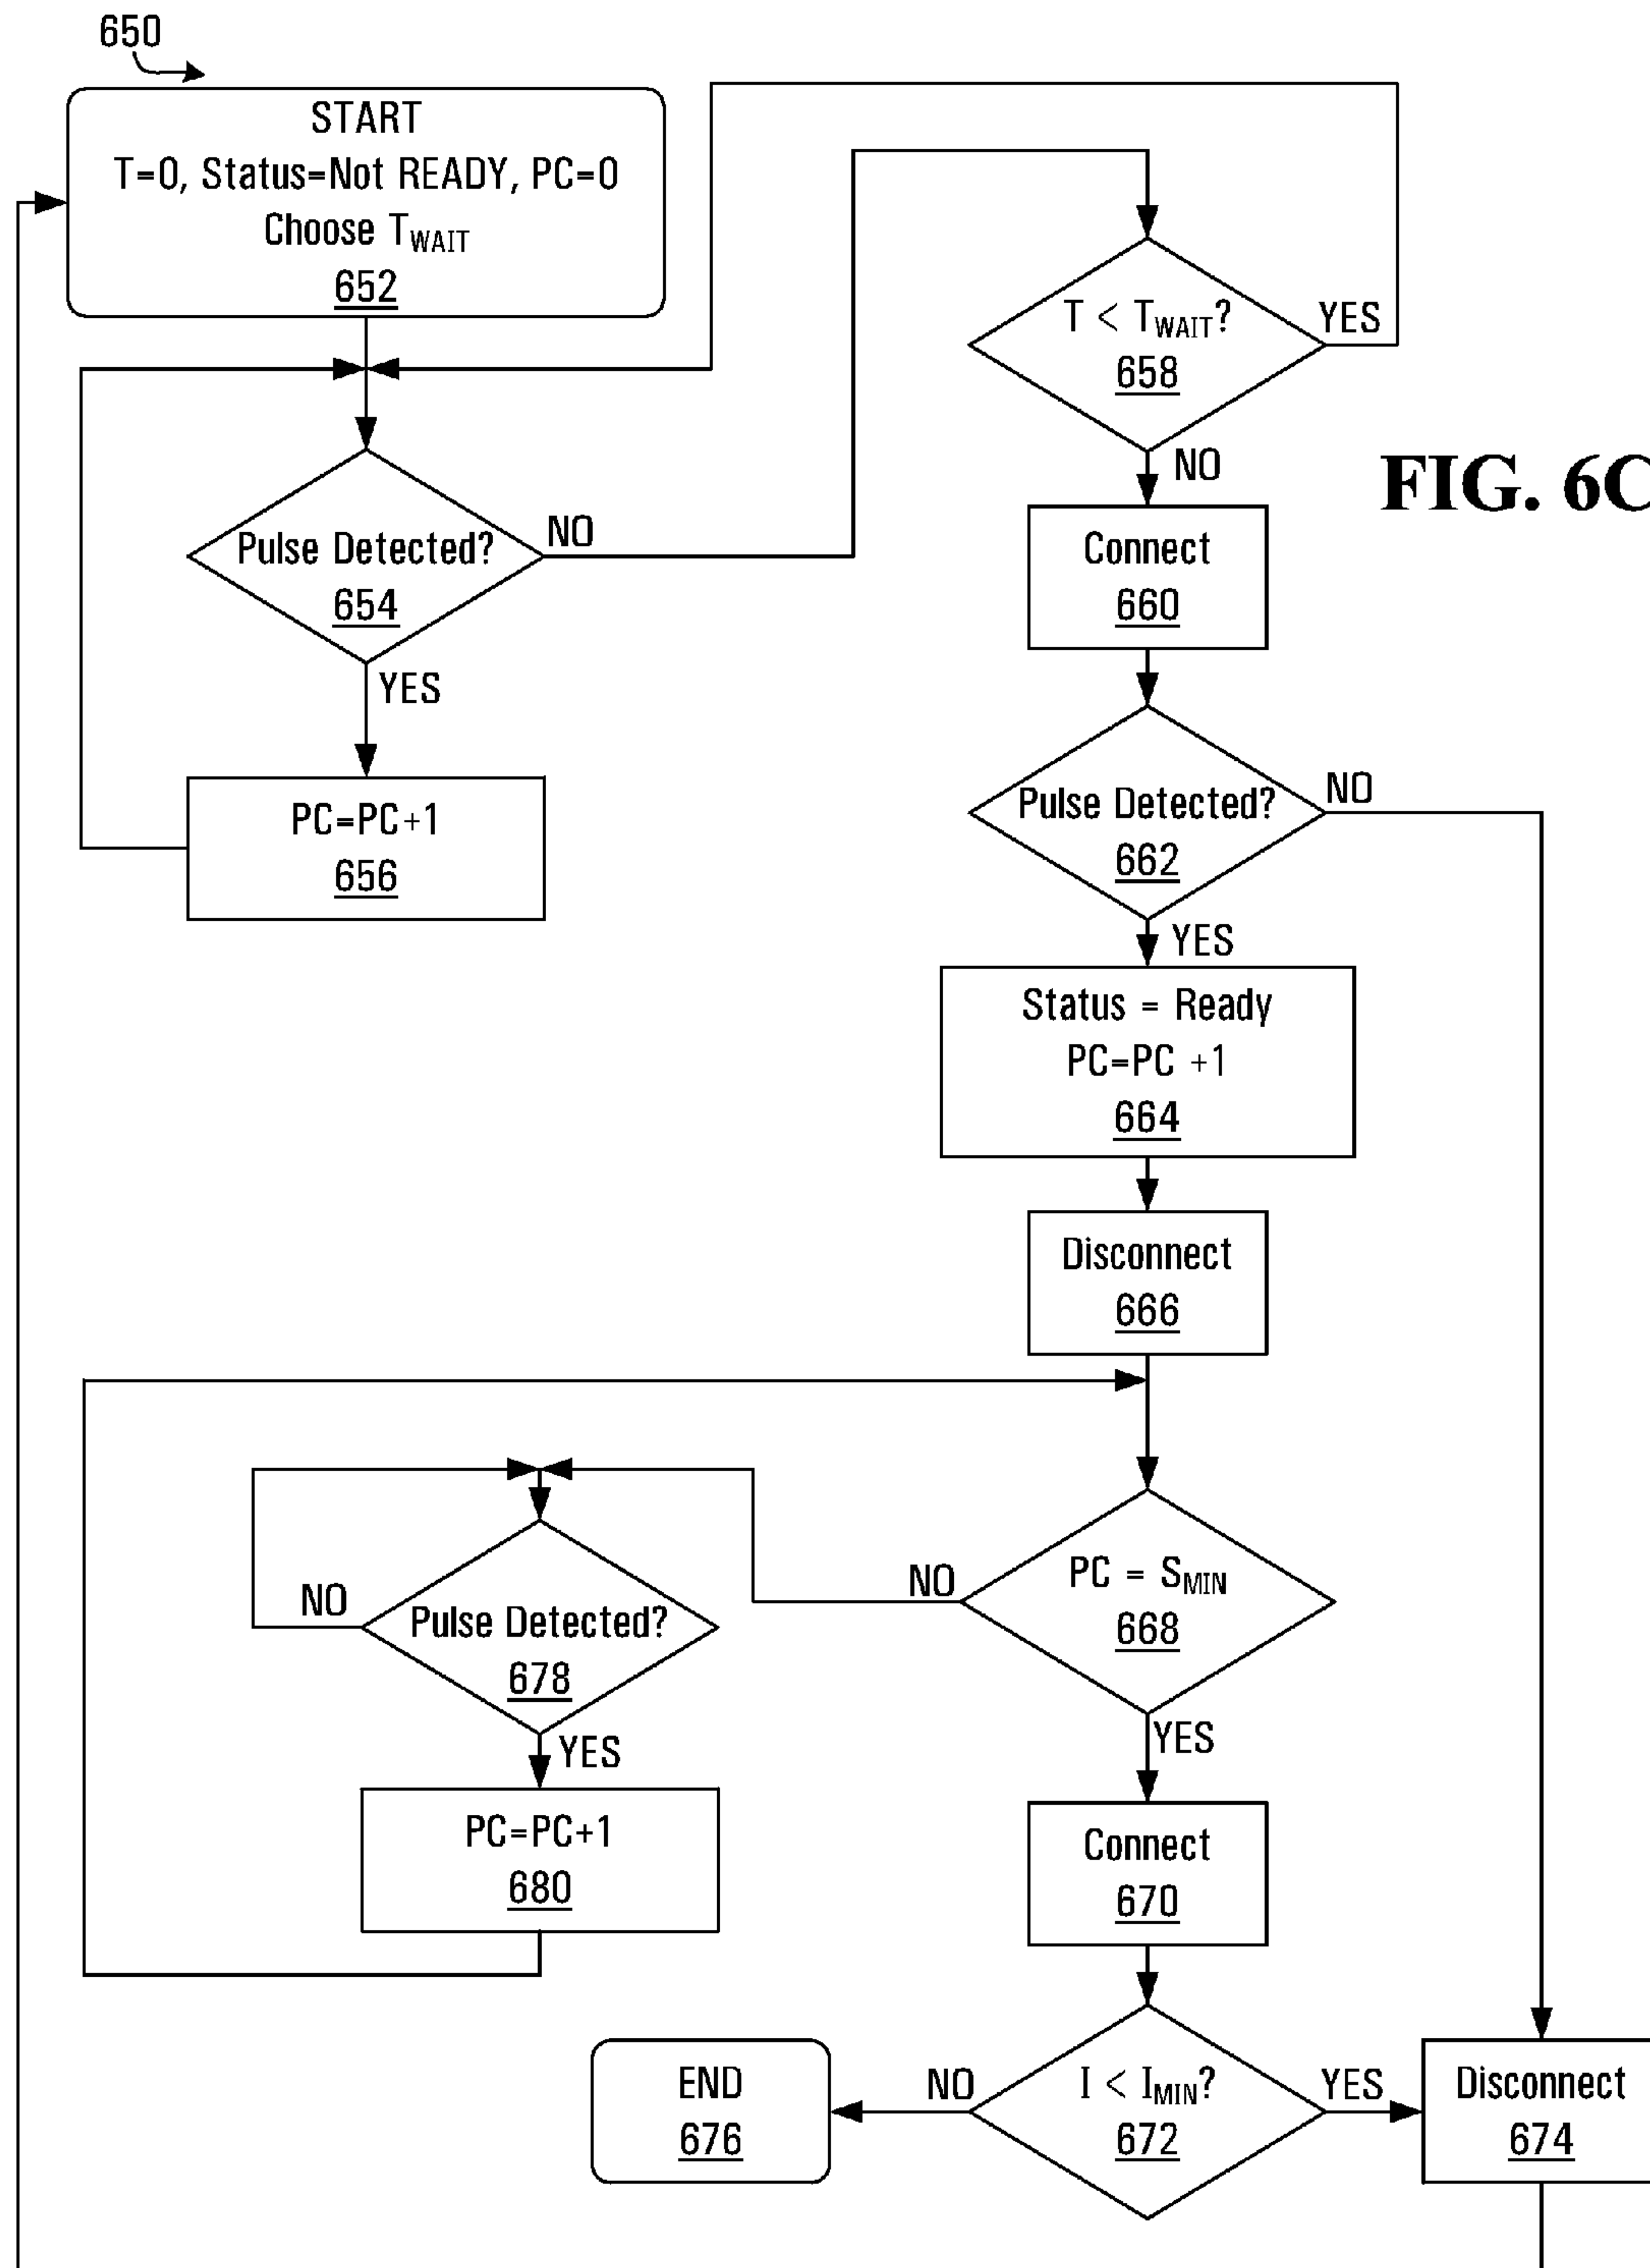 650
START
T=0, Status=Not READY, PC=0
Choose TWAIT
652
T < TWAIT?
658
YES
NO
FIG. 6C
Pulse Detected?
654
NO
YES
Connect
660
PC=PC+1
656
Pulse Detected?
662
NO
YES
Status = Ready
PC=PC +1
664
Disconnect
666
PC = SMIN
668
NO
YES
Pulse Detected?
678
NO
YES
PC=PC+1
680
Connect
670
I < IMIN?
672
NO
YES
END
676
Disconnect
674